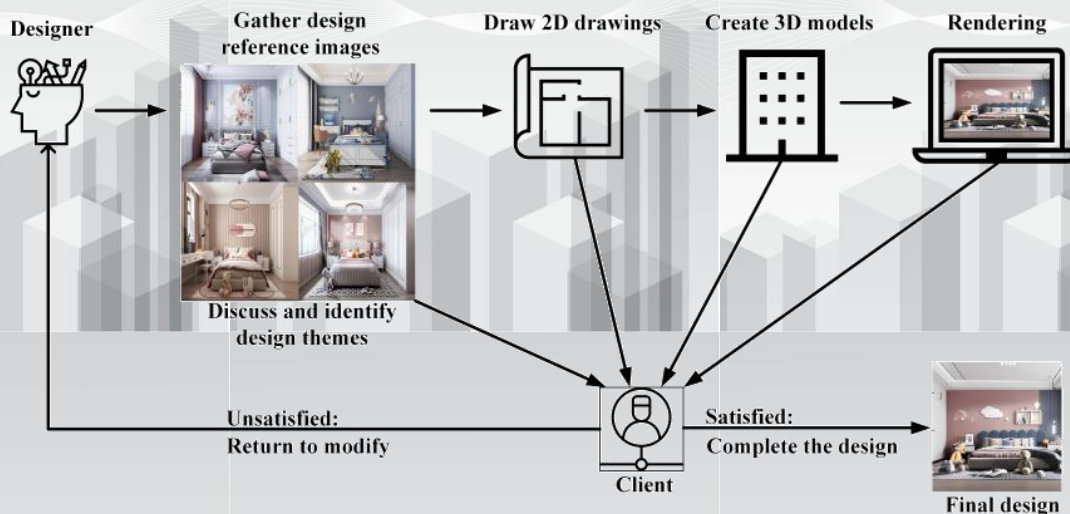 Designer
Gather design
reference images
Draw 2D drawings
Create 3D models
Rendering
Discuss and identify
design themes
Unsatisfied:
Return to modify
Satisfied:
Complete the design
Client
Final design